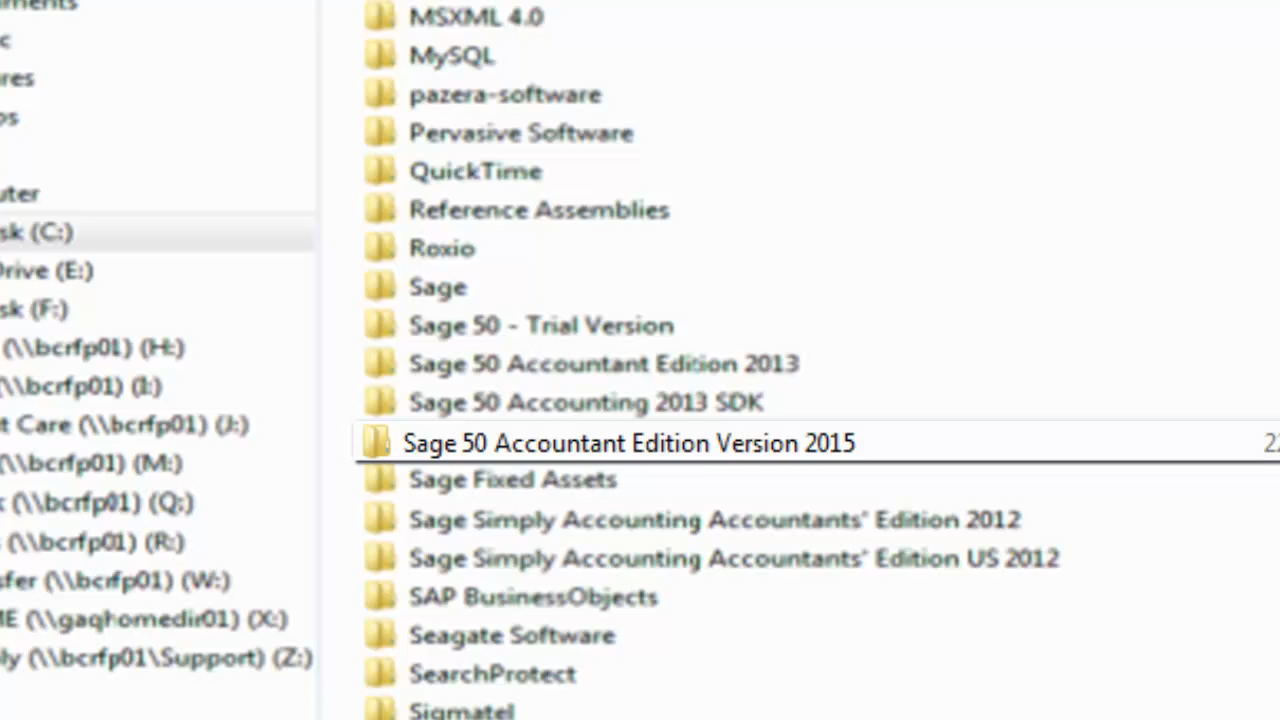 MSXML 4.0
MySQL
pazera-software
Pervasive Software
QuickTime
Reference Assemblies
Roxio
Sage
Sage 50 - Trial Version
Sage 50 Accountant Edition 2013
Sage 50 Accounting 2013 SDK
Sage 50 Accountant Edition Version 2015
Sage Fixed Assets
Sage Simply Accounting Accountants' Edition 2012
Sage Simply Accounting Accountants' Edition US 2012
SAP BusinessObjects
Seagate Software
SearchProtect
Sigmatel
sk (C:)
Drive (E:)
sk (F:)
(\\bcrfp01) (H:)
(\\bcrfp01) (I:)
t Care (\\bcrfp01) (J:)
(\\bcrfp01) (M:)
(\\bcrfp01) (Q:)
(\\bcrfp01) (R:)
sfer (\\bcrfp01) (W:)
ME (\\gaqhomedir01) (X:)
ly (\\bcrfp01\Support) (Z:)